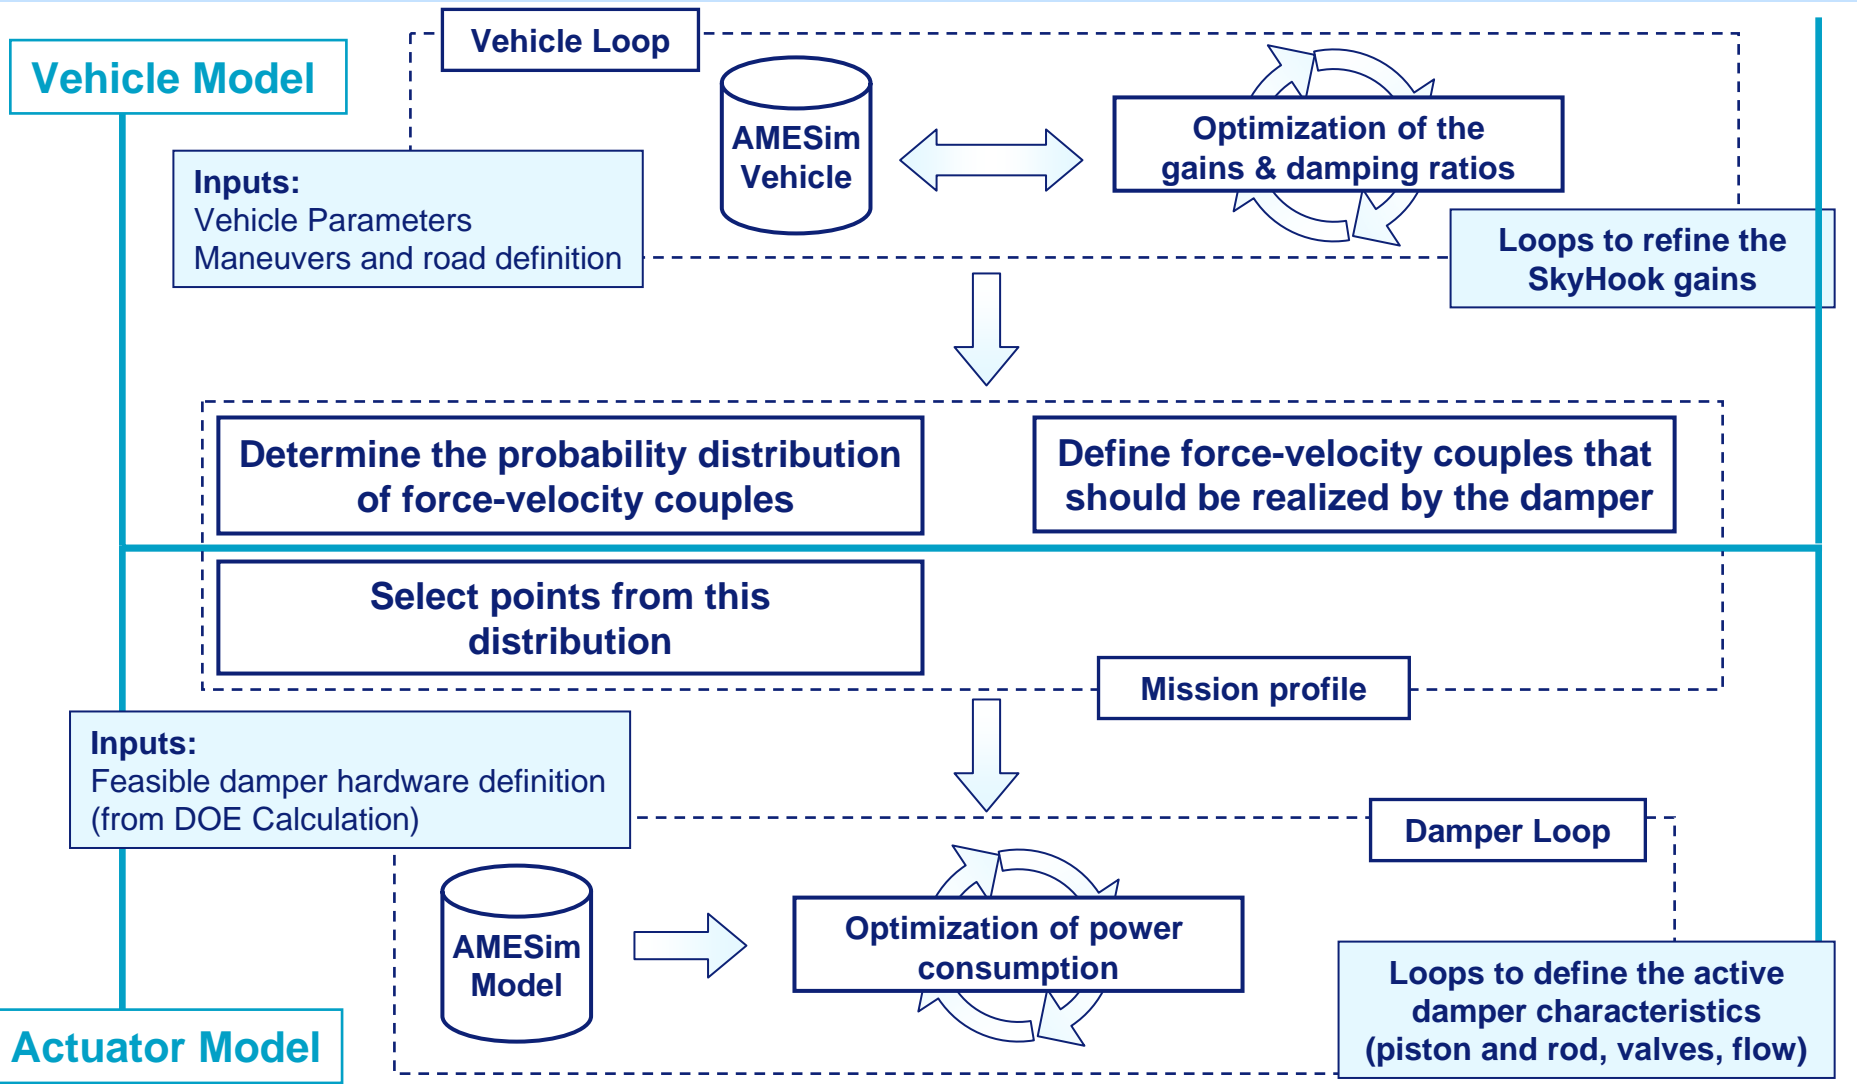 Vehicle Loop
Vehicle Model
AMESim
Vehicle
Optimization of the
gains & damping ratios
Inputs:
Vehicle Parameters
Maneuvers and road definition
Loops to refine the
SkyHook gains
Determine the probability distribution
of force-velocity couples
Define force-velocity couples that
should be realized by the damper
Select points from this
distribution
Mission profile
Inputs:
Feasible damper hardware definition
(from DOE Calculation)
Damper Loop
AMESim
Model
Optimization of power
consumption
Loops to define the active
damper characteristics
(piston and rod, valves, flow)
Actuator Model